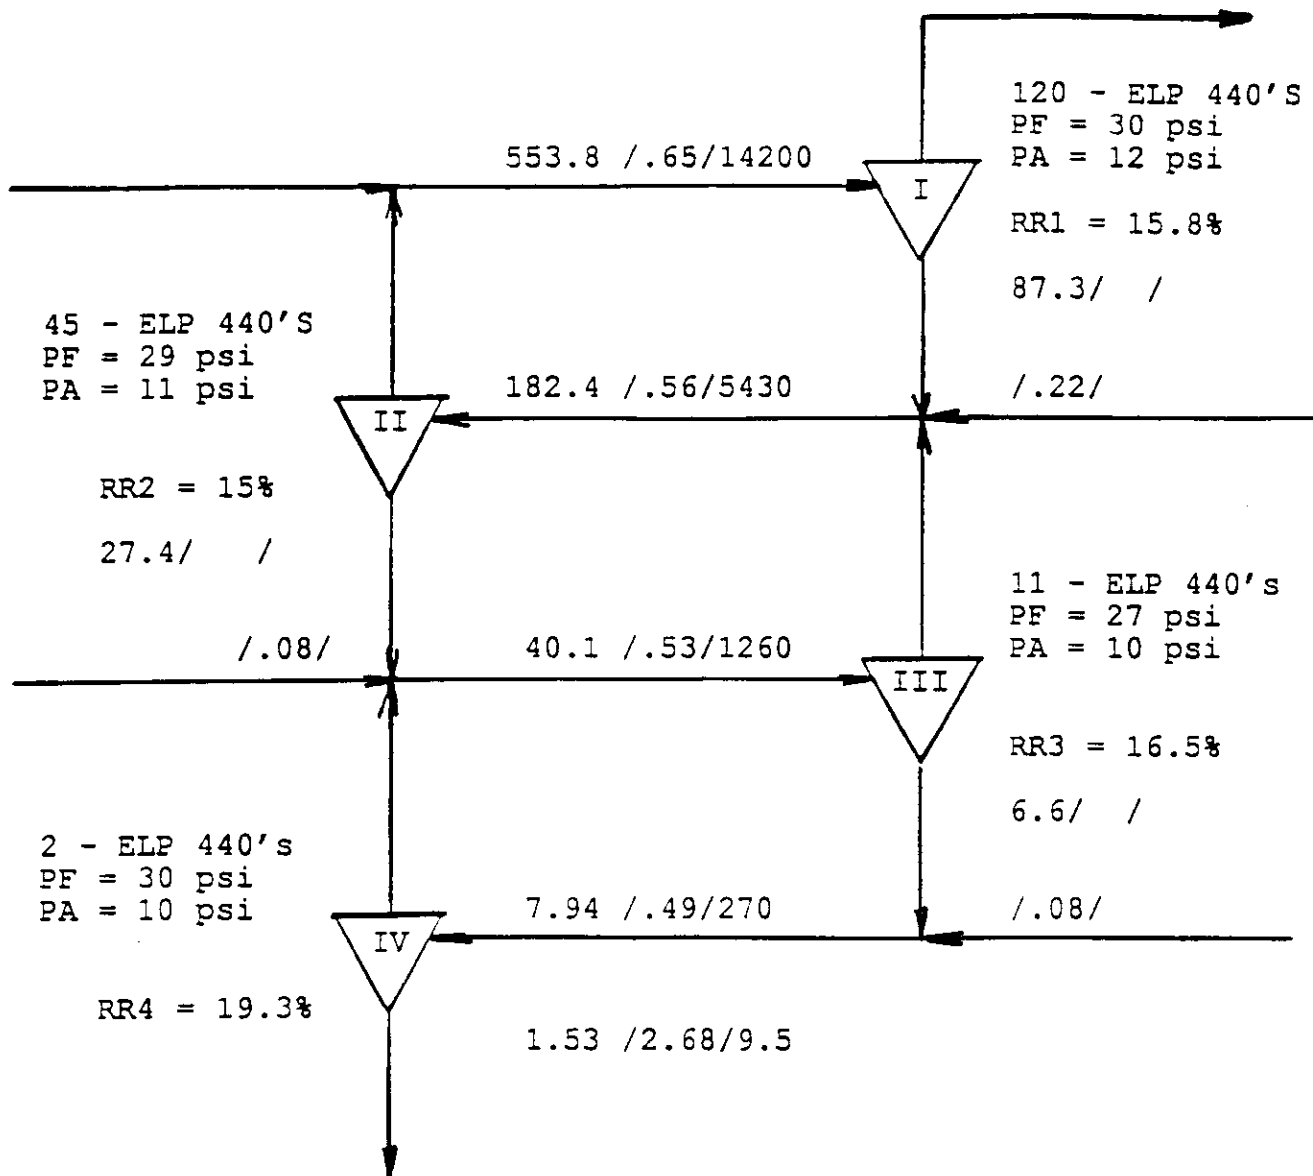 120 - ELP 440'S
PF = 30 psi
PA = 12 psi
553.8 /.65/14200
I
RR1 = 15.8%
87.3/ /
45 - ELP 440'S
PF = 29 psi
PA = 11 psi
182.4 /.56/5430
/.22/
II
RR2 = 15%
27.4/ /
11 - ELP 440's
PF = 27 psi
PA = 10 psi
/.08/
40.1 /.53/1260
III
RR3 = 16.5%
6.6/ /
2 - ELP 440's
PF = 30 psi
PA = 10 psi
7.94 /.49/270
/.08/
IV
RR4 = 19.3%
1.53 /2.68/9.5